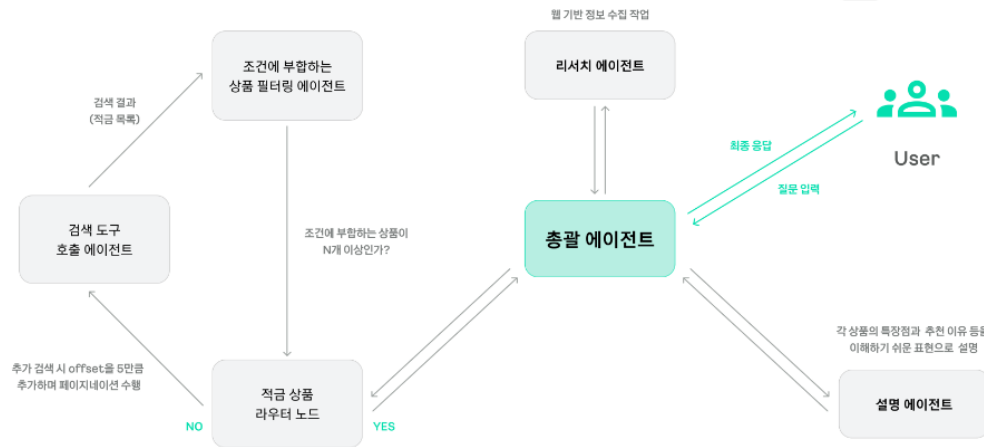 웹 기반 정보 수집 작업
조건에 부합하는
상품 필터링 에이전트
리서치 에이전트
검색 결과
(적금 목록)
최종 응답
User
질문 입력
검색 도구
호출 에이전트
조건에 부합하는 상품이
N개 이상인가?
총괄 에이전트
각 상품의 특장점과 추천 이유 등을
이해하기 쉬운 표현으로 설명
추가 검색 시 offset을 5만큼
추가하며 페이지네이션 수행
적금 상품
라우터 노드
설명 에이전트
NO
YES